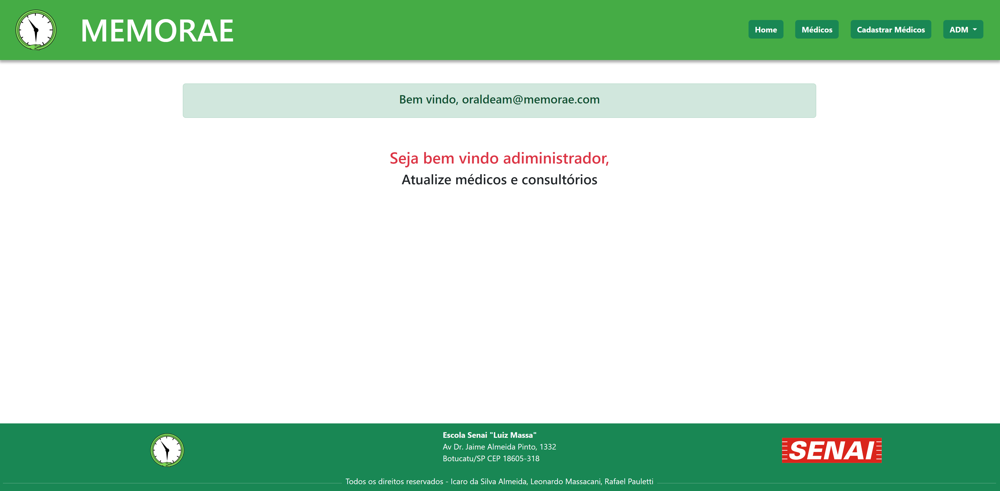 MEMORAE
Home
Médicos
Cadastrar Médicos
ADM
Bem vindo, oraldeam@memorae.com
Seja bem vindo adiministrador,
Atualize médicos e consultórios
Escola Senai "Luiz Massa"
Av Dr. Jaime Almeida Pinto, 1332
Botucatu/SP CEP 18605-318
SENAI
Todos os direitos reservados - Icaro da Silva Almeida, Leonardo Massacani, Rafael Pauletti